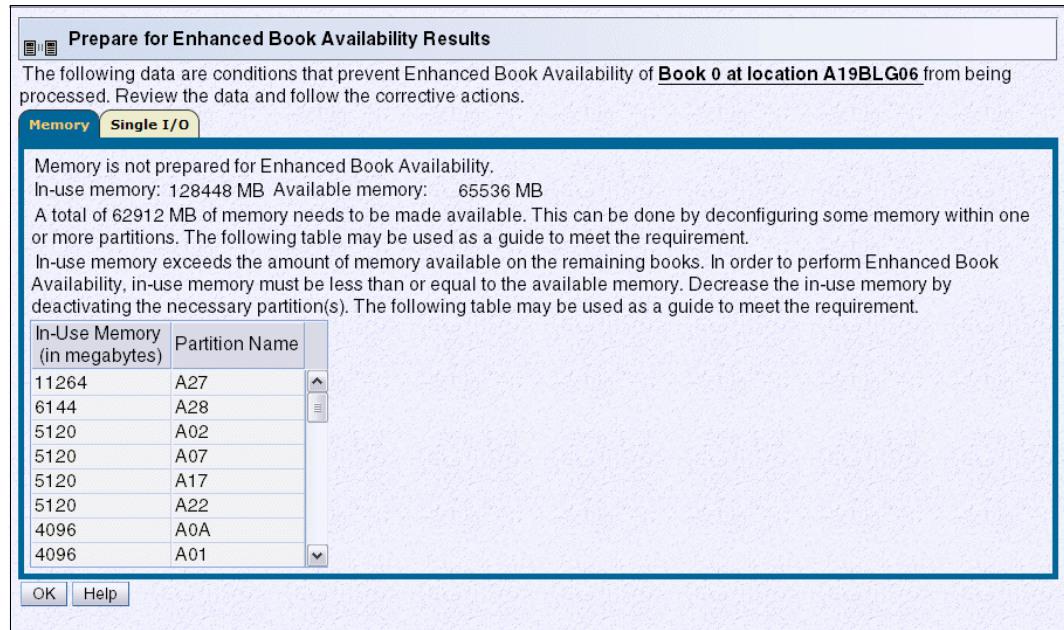 Prepare for Enhanced Book Availability Results
The following data are conditions that prevent Enhanced Book Availability of Book 0 at location A19BLG06 from being
processed. Review the data and follow the corrective actions.
Memory Single I/O
Memory is not prepared for Enhanced Book Availability.
In-use memory: 128448 MB Available memory: 65536 MB
A total of 62912 MB of memory needs to be made available. This can be done by deconfiguring some memory within one
or more partitions. The following table may be used as a guide to meet the requirement.
In-use memory exceeds the amount of memory available on the remaining books. In order to perform Enhanced Book
Availability, in-use memory must be less than or equal to the available memory. Decrease the in-use memory by
deactivating the necessary partition(s). The following table may be used as a guide to meet the requirement.
In-Use Memory
(in megabytes) Partition Name
11264 A27
6144 A28
5120 A02
5120 A07
5120 A17
5120 A22
4096 A0A
4096 A01
OK Help